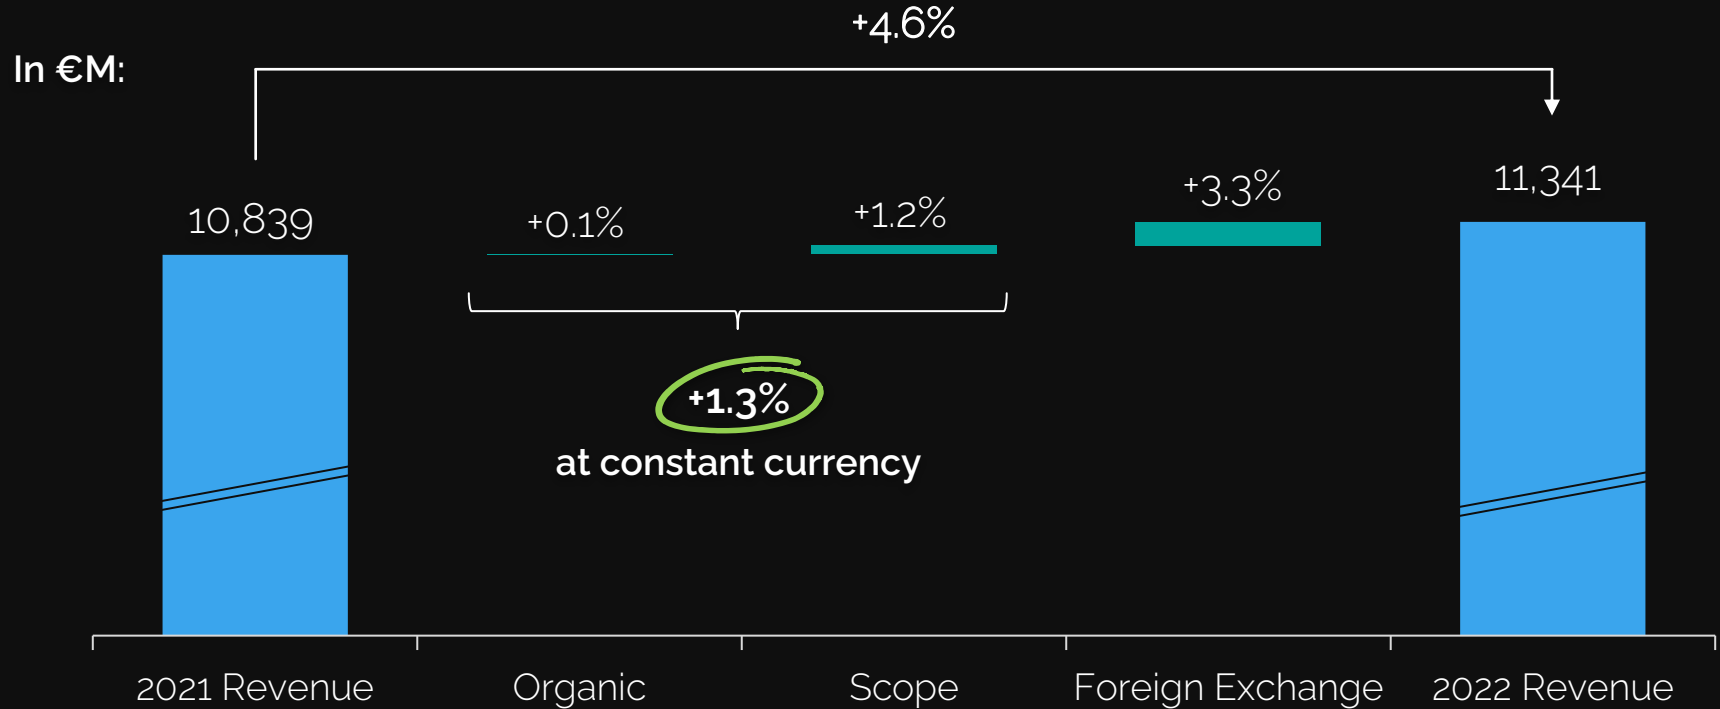 +4.6%
In €M:
10,839
+0.1%
+1.2%
+3.3%
11,341
+1.3%
at constant currency
2021 Revenue
Organic
Scope
Foreign Exchange
2022 Revenue